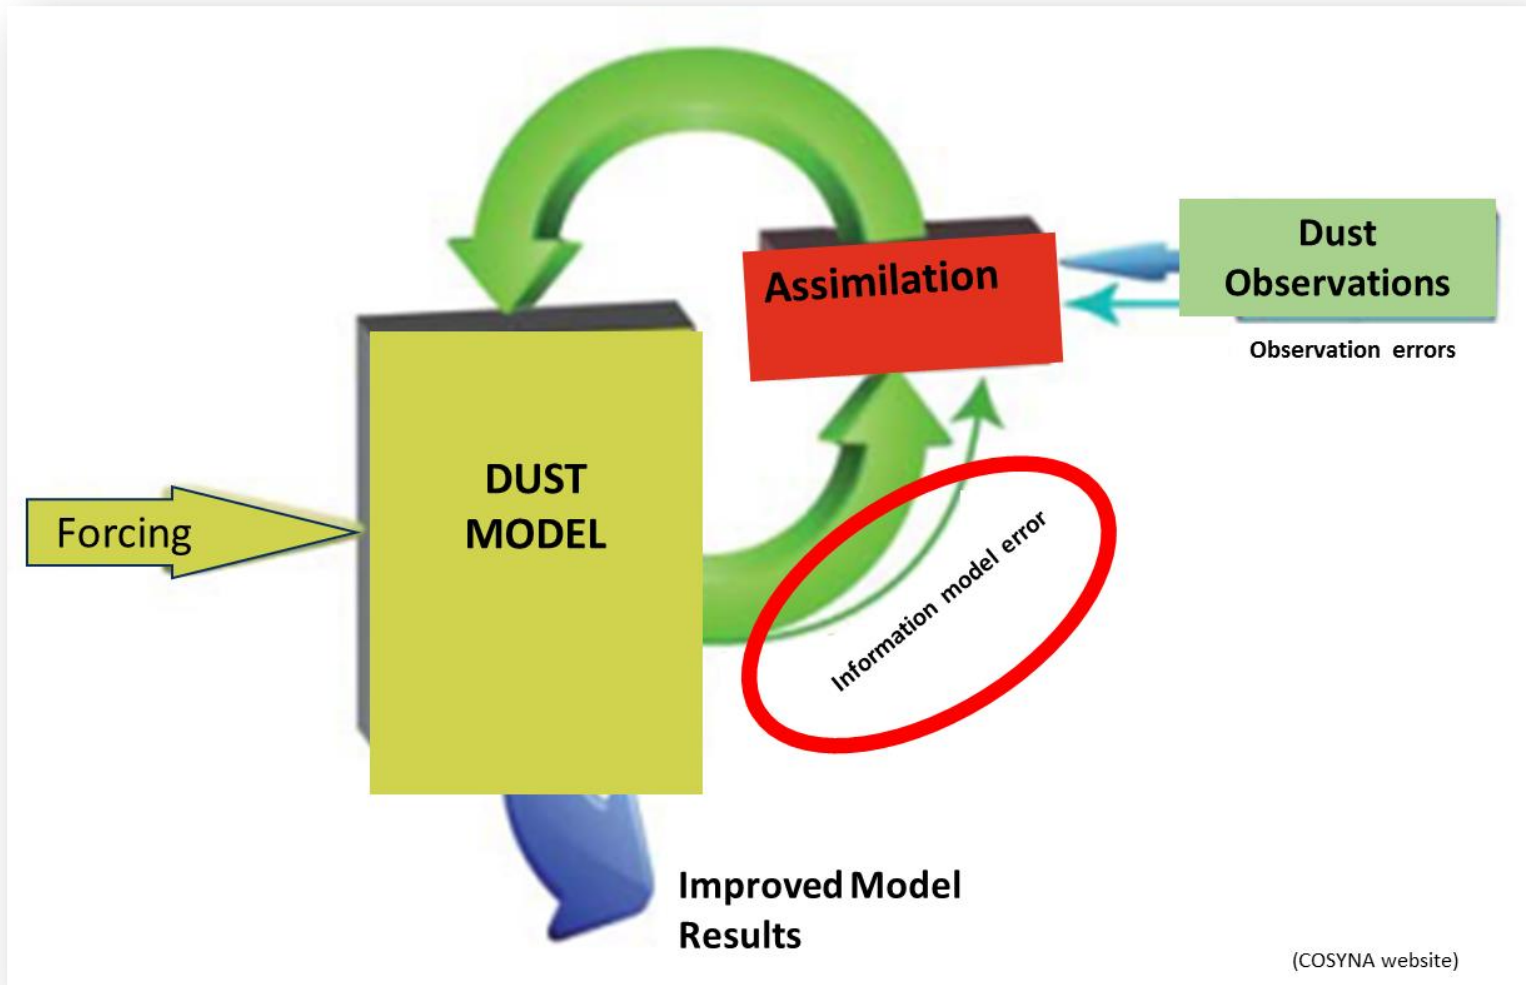 Dust
Observations
Assimilation
Observation errors
DUST
MODEL
Forcing
Information model error
Improved Model
Results
(COSYNA website)